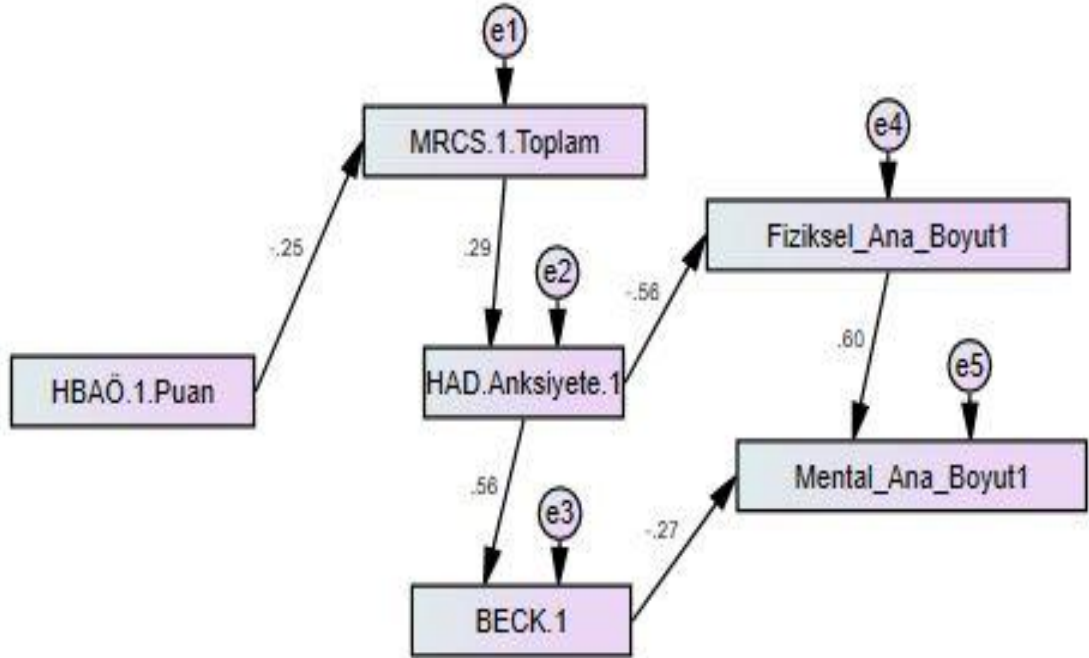 e1
MRCS.1.Toplam
e4
Fiziksel_Ana_Boyut1
-.25
.29
e2
-.56
.60
HBAÖ.1.Puan
HAD.Anksiyete.1
e5
Mental_Ana_Boyut1
.56
e3
-.27
BECK.1